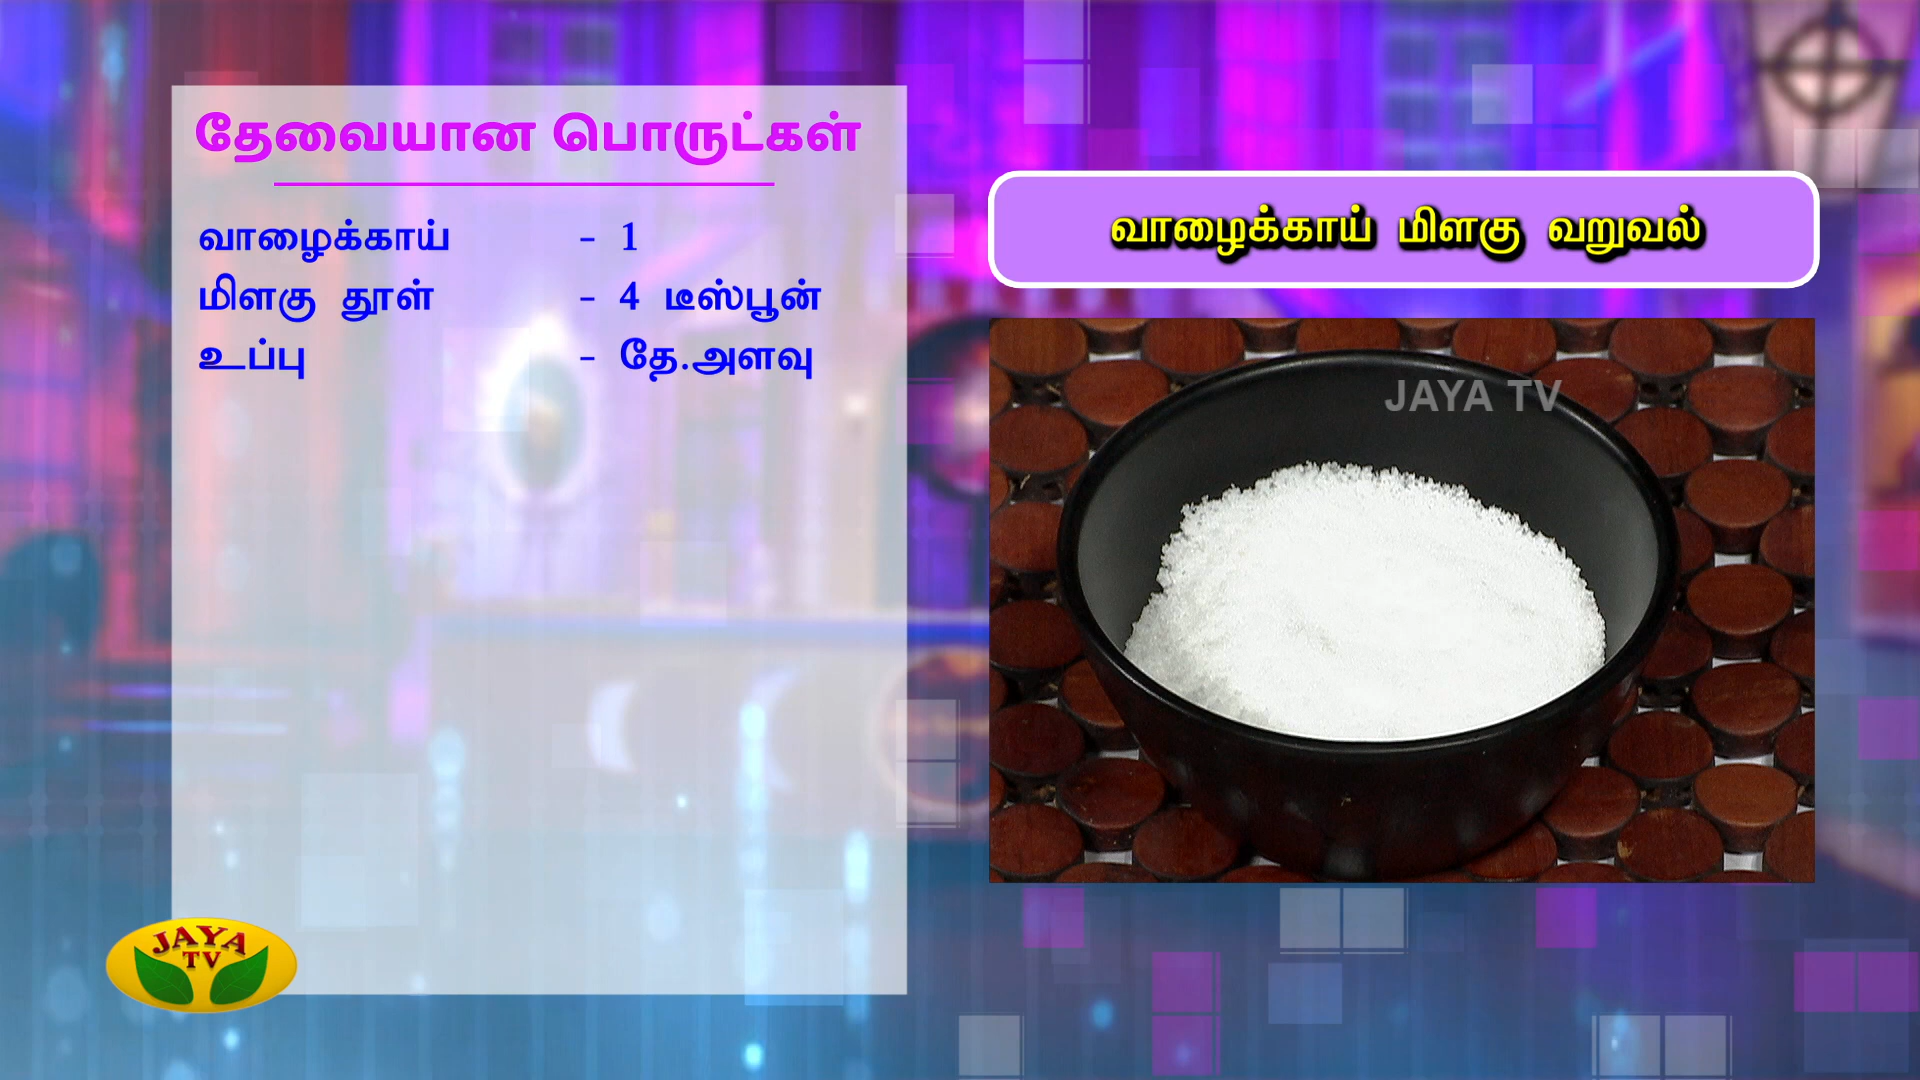 தேவையான பொருட்கள்
வாழைக்காய் - 1
மிளகு தூள் - 4 டீஸ்பூன்
உப்பு - தே.அளவு
வாழைக்காய் மிளகு வறுவல்
JAYA TV
JAYA
TV